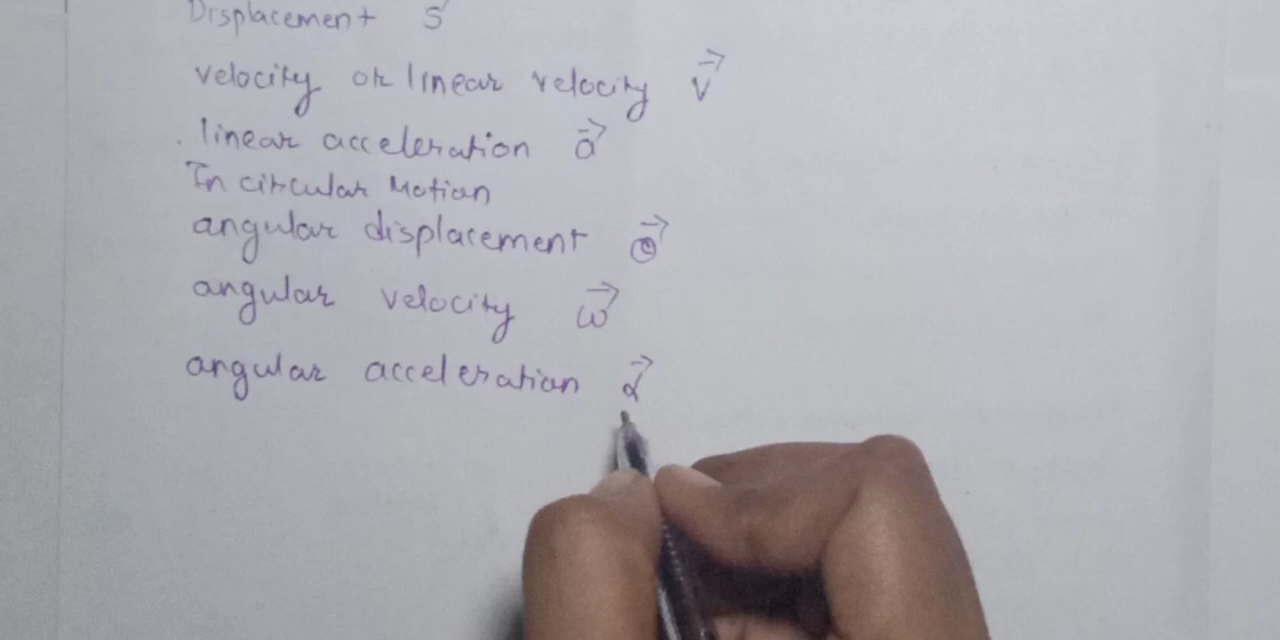 Displacement S
velocity or linear velocity v⃗
linear acceleration a⃗
In circular Motion
angular displacement θ⃗
angular velocity ω⃗
angular acceleration α⃗